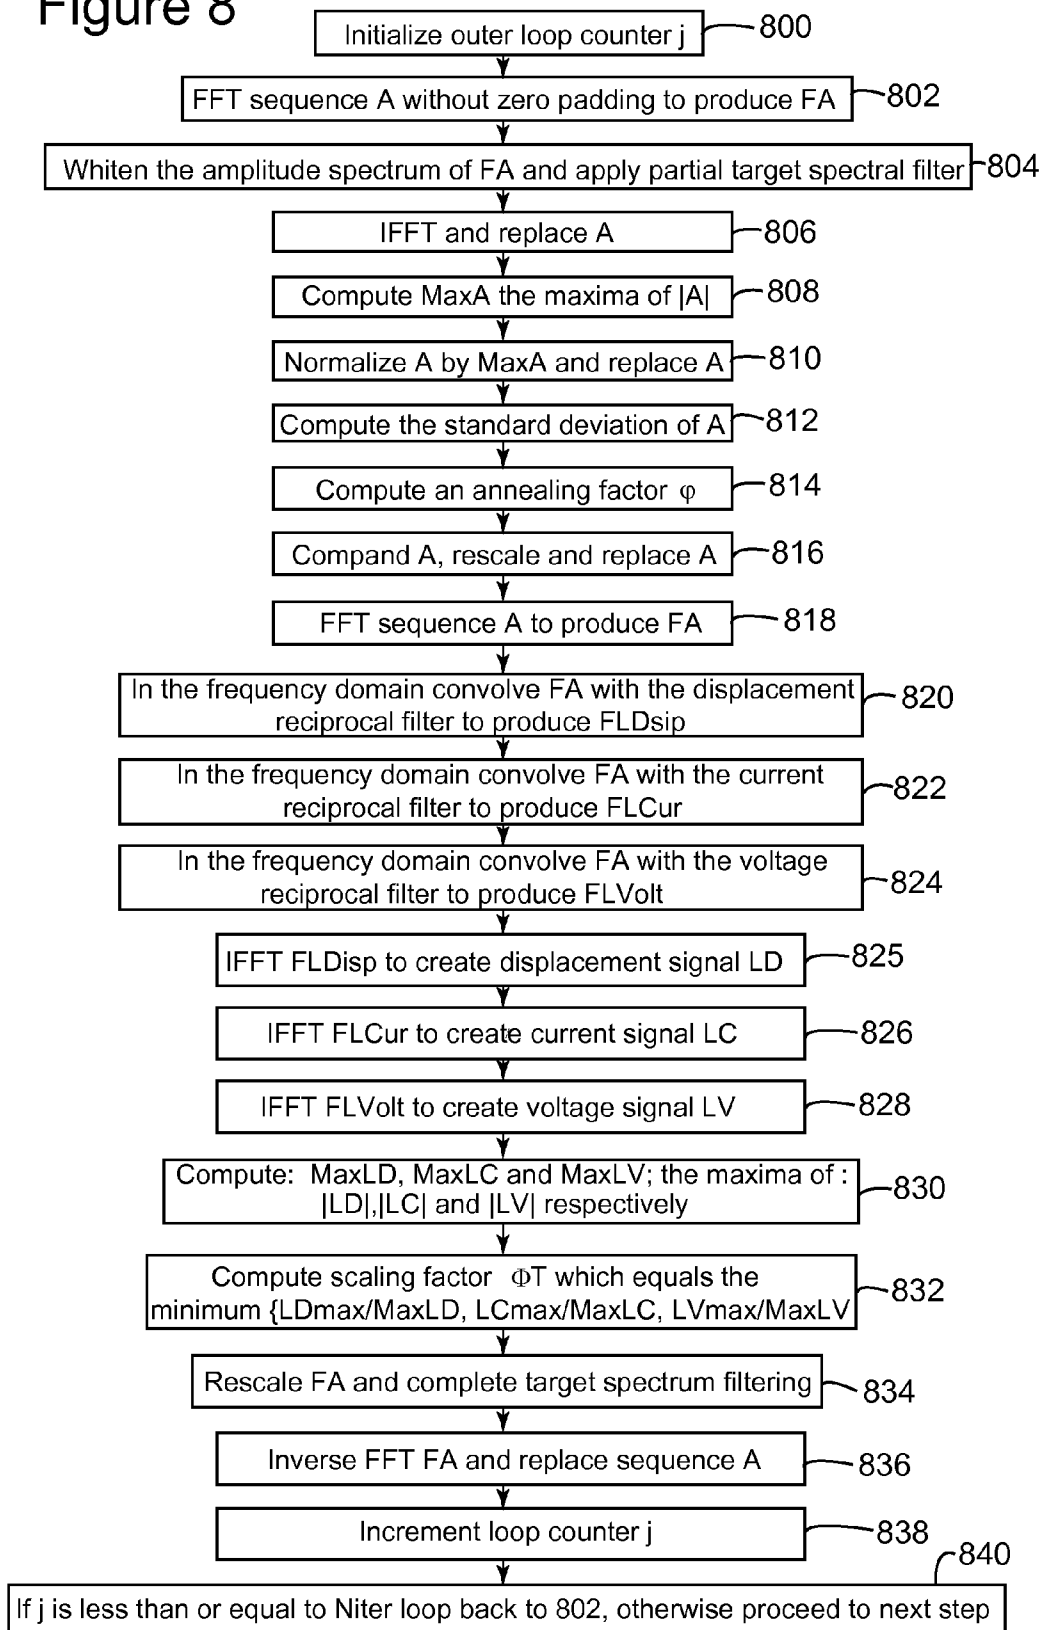 Figure 8
Initialize outer loop counter j
800
FFT sequence A without zero padding to produce FA
802
Whiten the amplitude spectrum of FA and apply partial target spectral filter
804
IFFT and replace A
806
Compute MaxA the maxima of |A|
808
Normalize A by MaxA and replace A
810
Compute the standard deviation of A
812
Compute an annealing factor φ
814
Compand A, rescale and replace A
816
FFT sequence A to produce FA
818
In the frequency domain convolve FA with the displacement
reciprocal filter to produce FLDsip
820
In the frequency domain convolve FA with the current
reciprocal filter to produce FLCur
822
In the frequency domain convolve FA with the voltage
reciprocal filter to produce FLVolt
824
IFFT FLDisp to create displacement signal LD
825
IFFT FLCur to create current signal LC
826
IFFT FLVolt to create voltage signal LV
828
Compute: MaxLD, MaxLC and MaxLV; the maxima of :
|LD|,|LC| and |LV| respectively
830
Compute scaling factor ΦT which equals the
minimum {LDmax/MaxLD, LCmax/MaxLC, LVmax/MaxLV
832
Rescale FA and complete target spectrum filtering
834
Inverse FFT FA and replace sequence A
836
Increment loop counter j
838
840
If j is less than or equal to Niter loop back to 802, otherwise proceed to next step